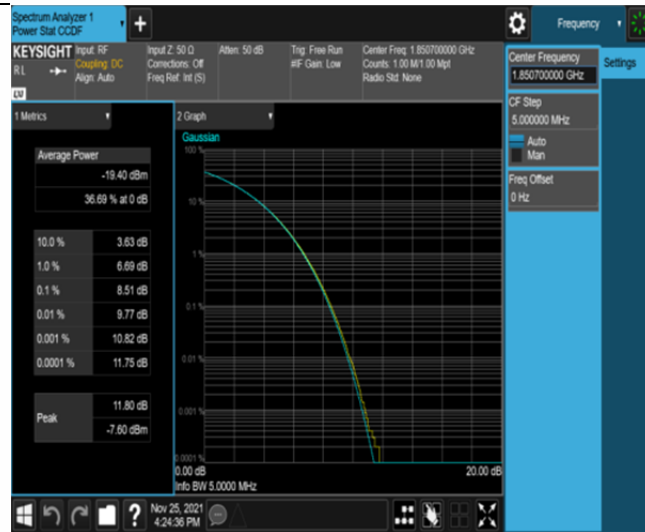 Spectrum Analyzer 1
Power Stat CCDF
+
Frequency
KEYSIGHT
RL
LXI
Input: RF
Coupling: DC
Align: Auto
Input Z: 50 Ω
Corrections: Off
Freq Ref: Int (S)
Atten: 50 dB
Trig: Free Run
#IF Gain: Low
Center Freq: 1.850700000 GHz
Counts: 1.00 M/1.00 Mpt
Radio Std: None
Center Frequency
1.850700000 GHz
Settings
CF Step
5.000000 MHz
Auto
Man
Freq Offset
0 Hz
1 Metrics
Average Power
-19.40 dBm
36.69 % at 0 dB
10.0 % 3.63 dB
1.0 % 6.69 dB
0.1 % 8.51 dB
0.01 % 9.77 dB
0.001 % 10.82 dB
0.0001 % 11.75 dB
Peak
11.80 dB
-7.60 dBm
2 Graph
Gaussian
100 %
10 %
1 %
0.1 %
0.01 %
0.001 %
0.0001 %
0.00 dB 20.00 dB
Info BW 5.0000 MHz
?
Nov 25, 2021
4:24:36 PM